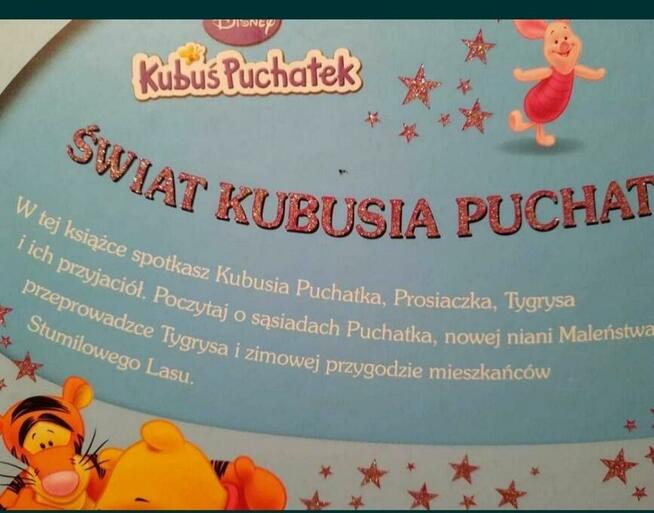 Disney
Kubuś Puchatek
ŚWIAT KUBUSIA PUCHAT
W tej książce spotkasz Kubusia Puchatka, Prosiaczka, Tygrysa
i ich przyjaciół. Poczytaj o sąsiadach Puchatka, nowej niani Maleństwa
przeprowadzce Tygrysa i zimowej przygodzie mieszkańców
Stumilowego Lasu.